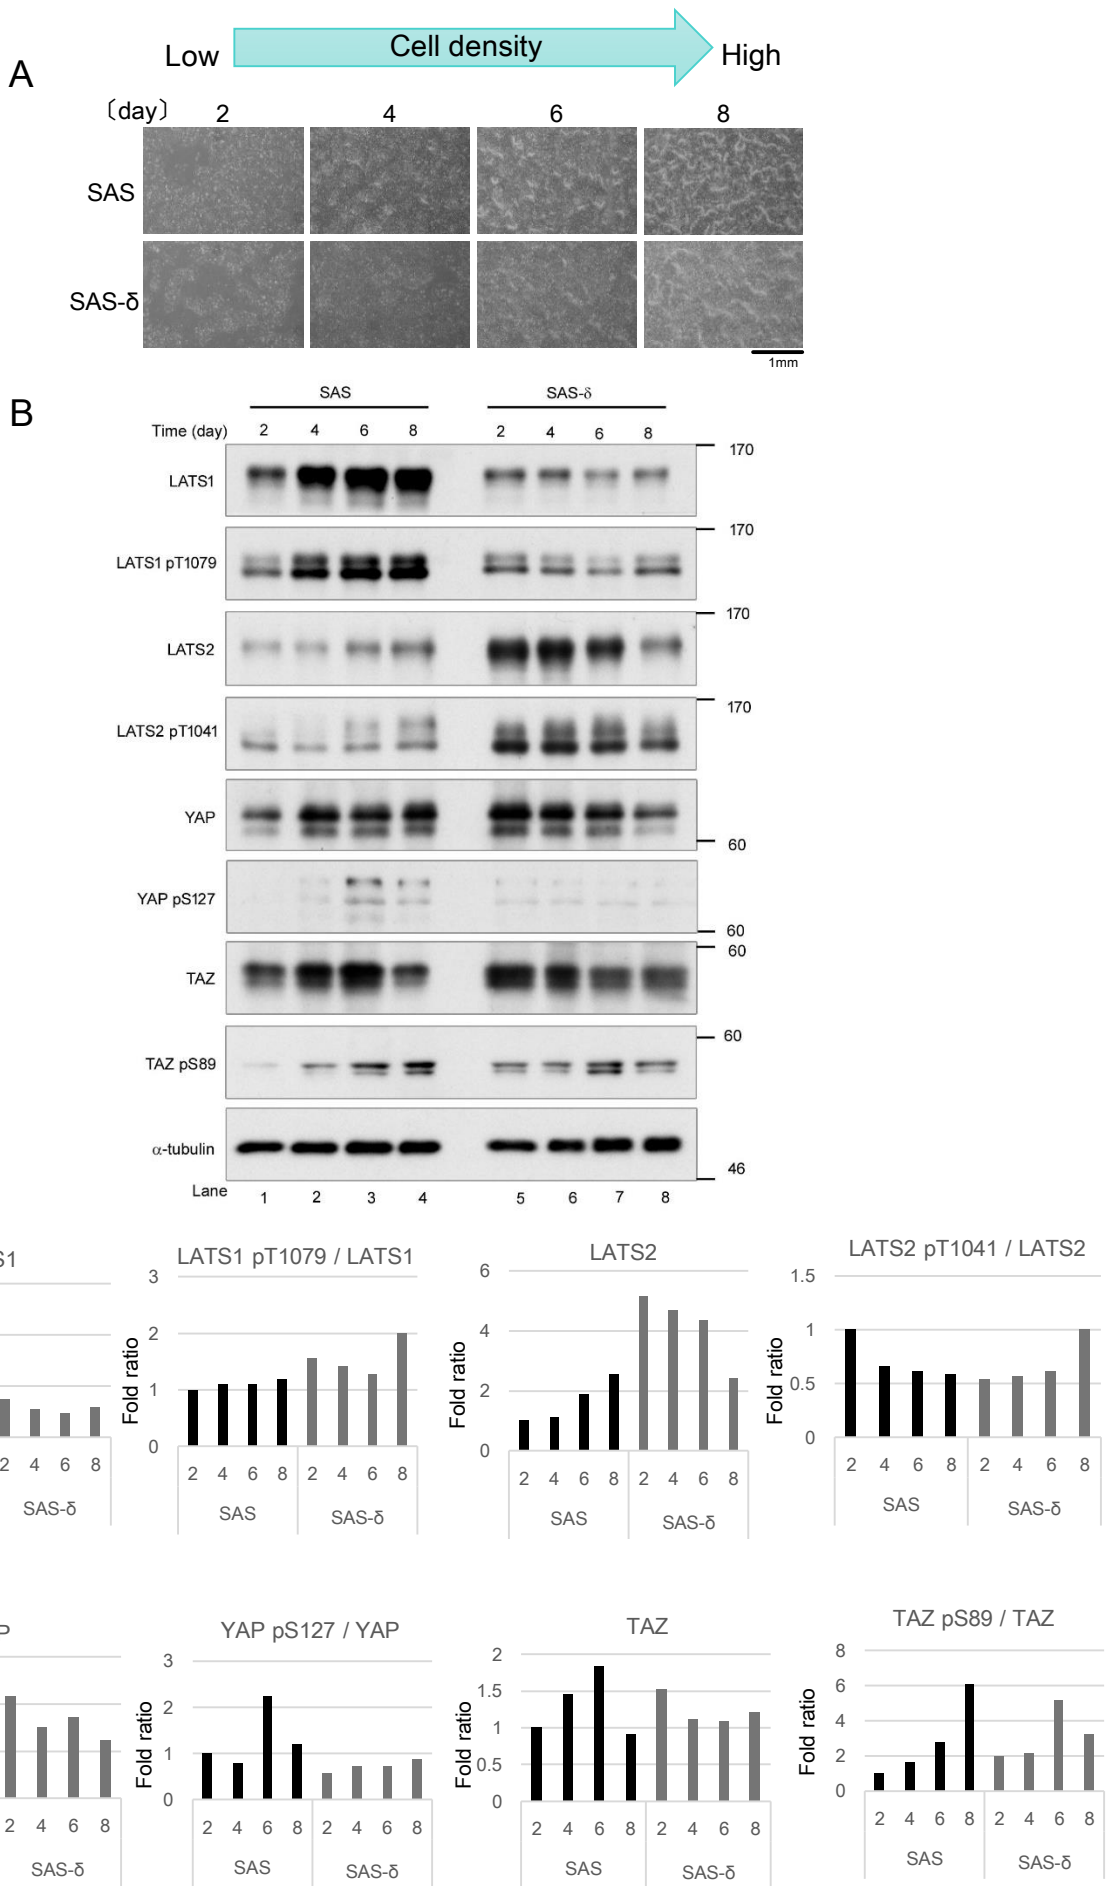 Cell density
Low
High
A
〔day〕 2 4 6 8
SAS
SAS-δ
1mm
B
SAS SAS-δ
Time (day) 2 4 6 8 2 4 6 8
170
LATS1
170
LATS1 pT1079
170
LATS2
170
LATS2 pT1041
YAP
60
YAP pS127
60
60
TAZ
60
TAZ pS89
α-tubulin
46
Lane 1 2 3 4 5 6 7 8
S1
2 4 6 8
SAS-δ
LATS1 pT1079 / LATS1
Fold ratio
3
2
1
0
2 4 6 8 2 4 6 8
SAS SAS-δ
LATS2
Fold ratio
6
4
2
0
2 4 6 8 2 4 6 8
SAS SAS-δ
LATS2 pT1041 / LATS2
Fold ratio
1.5
1
0.5
0
2 4 6 8 2 4 6 8
SAS SAS-δ
P
2 4 6 8
SAS-δ
YAP pS127 / YAP
Fold ratio
3
2
1
0
2 4 6 8 2 4 6 8
SAS SAS-δ
TAZ
Fold ratio
2
1.5
1
0.5
0
2 4 6 8 2 4 6 8
SAS SAS-δ
TAZ pS89 / TAZ
Fold ratio
8
6
4
2
0
2 4 6 8 2 4 6 8
SAS SAS-δ